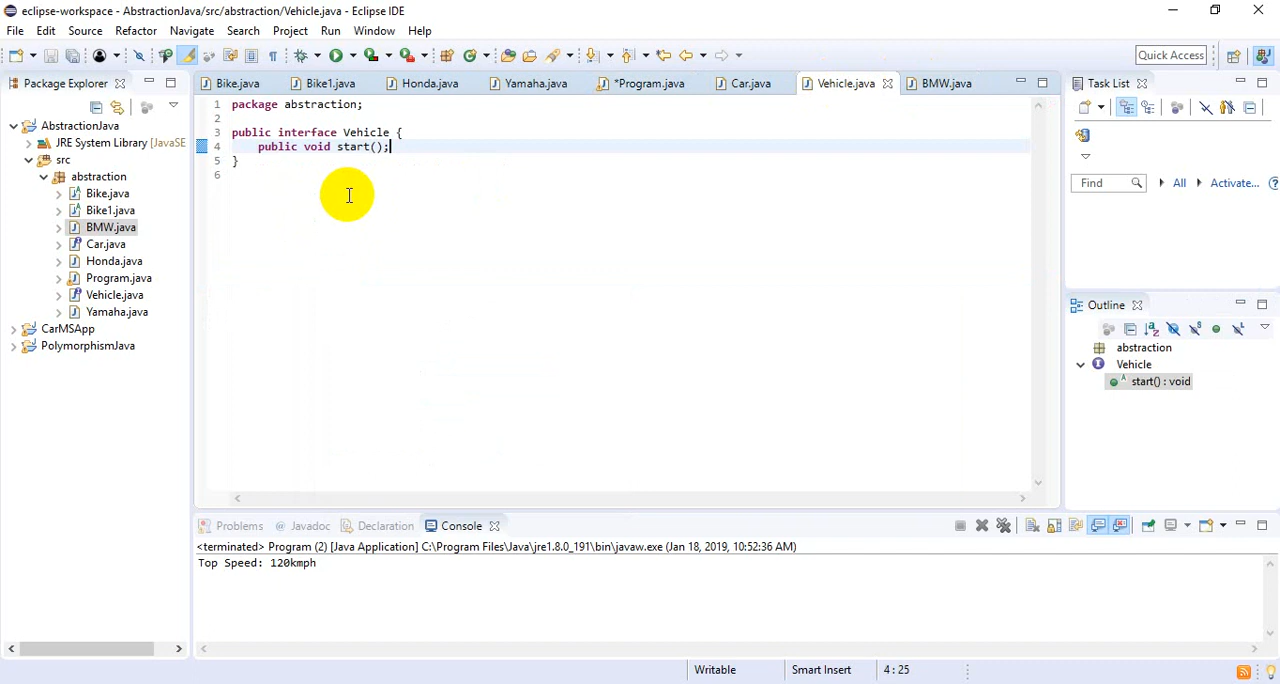 eclipse-workspace - AbstractionJava/src/abstraction/Vehicle.java - Eclipse IDE
File Edit Source Refactor Navigate Search Project Run Window Help
Quick Access
Package Explorer
Bike.java Bike1.java Honda.java Yamaha.java *Program.java Car.java Vehicle.java BMW.java
Task List
AbstractionJava
JRE System Library [JavaSE
src
abstraction
Bike.java
Bike1.java
BMW.java
Car.java
Honda.java
Program.java
Vehicle.java
Yamaha.java
CarMSApp
PolymorphismJava
1 package abstraction;
2
3 public interface Vehicle {
4 public void start();
5 }
6
Find All Activate...
Outline
abstraction
Vehicle
start() : void
Problems Javadoc Declaration Console
<terminated> Program (2) [Java Application] C:\Program Files\Java\jre1.8.0_191\bin\javaw.exe (Jan 18, 2019, 10:52:36 AM)
Top Speed: 120kmph
Writable Smart Insert 4 : 25